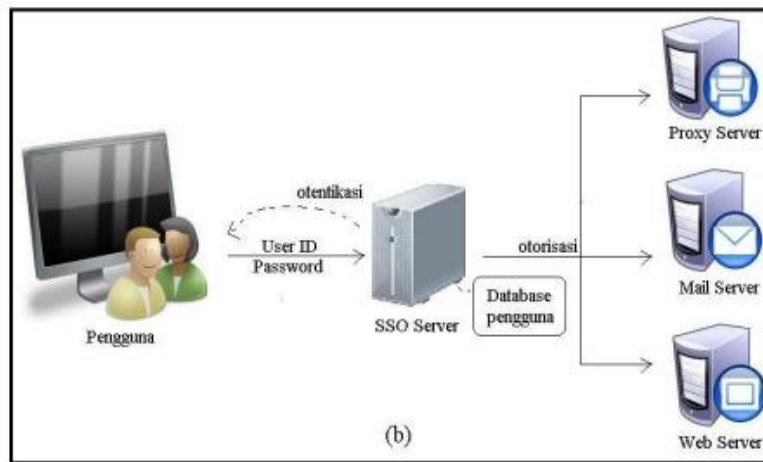 Proxy Server
otentikasi
User ID
Password
otorisasi
Mail Server
Database
pengguna
SSO Server
Pengguna
Web Server
(b)